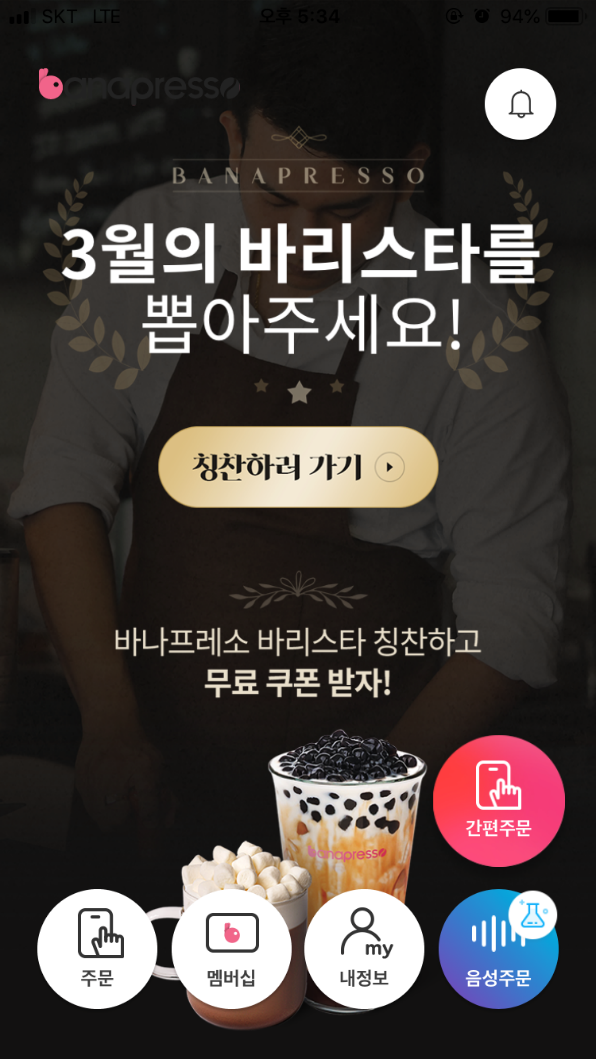 SKT LTE 오후 5:34 94%
banapresso
BANAPRESSO
3월의 바리스타를
뽑아주세요!
칭찬하러 가기
바나프레소 바리스타 칭찬하고
무료 쿠폰 받자!
banapresso
간편주문
my
주문
멤버십
내정보
음성주문